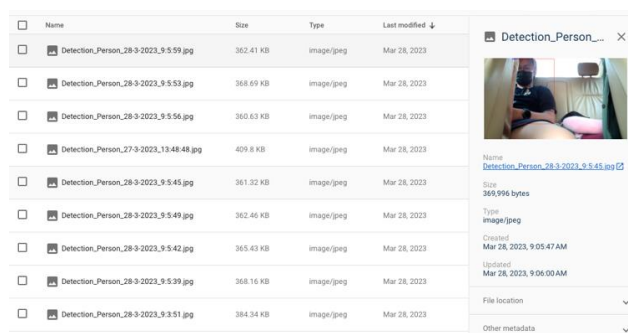 Name Size Type Last modified
Detection_Person_28-3-2023_9:5:59.jpg 362.41 KB image/jpeg Mar 28, 2023
Detection_Person_28-3-2023_9:5:53.jpg 368.69 KB image/jpeg Mar 28, 2023
Detection_Person_28-3-2023_9:5:56.jpg 360.63 KB image/jpeg Mar 28, 2023
Detection_Person_27-3-2023_13:48:48.jpg 409.8 KB image/jpeg Mar 28, 2023
Detection_Person_28-3-2023_9:5:45.jpg 361.32 KB image/jpeg Mar 28, 2023
Detection_Person_28-3-2023_9:5:49.jpg 362.46 KB image/jpeg Mar 28, 2023
Detection_Person_28-3-2023_9:5:42.jpg 365.43 KB image/jpeg Mar 28, 2023
Detection_Person_28-3-2023_9:5:39.jpg 368.16 KB image/jpeg Mar 28, 2023
Detection_Person_28-3-2023_9:3:51.jpg 384.34 KB image/jpeg Mar 28, 2023
Detection_Person_...
Name
Detection_Person_28-3-2023_9:5:45.jpg
Size
369,996 bytes
Type
image/jpeg
Created
Mar 28, 2023, 9:05:47 AM
Updated
Mar 28, 2023, 9:06:00 AM
File location
Other metadata